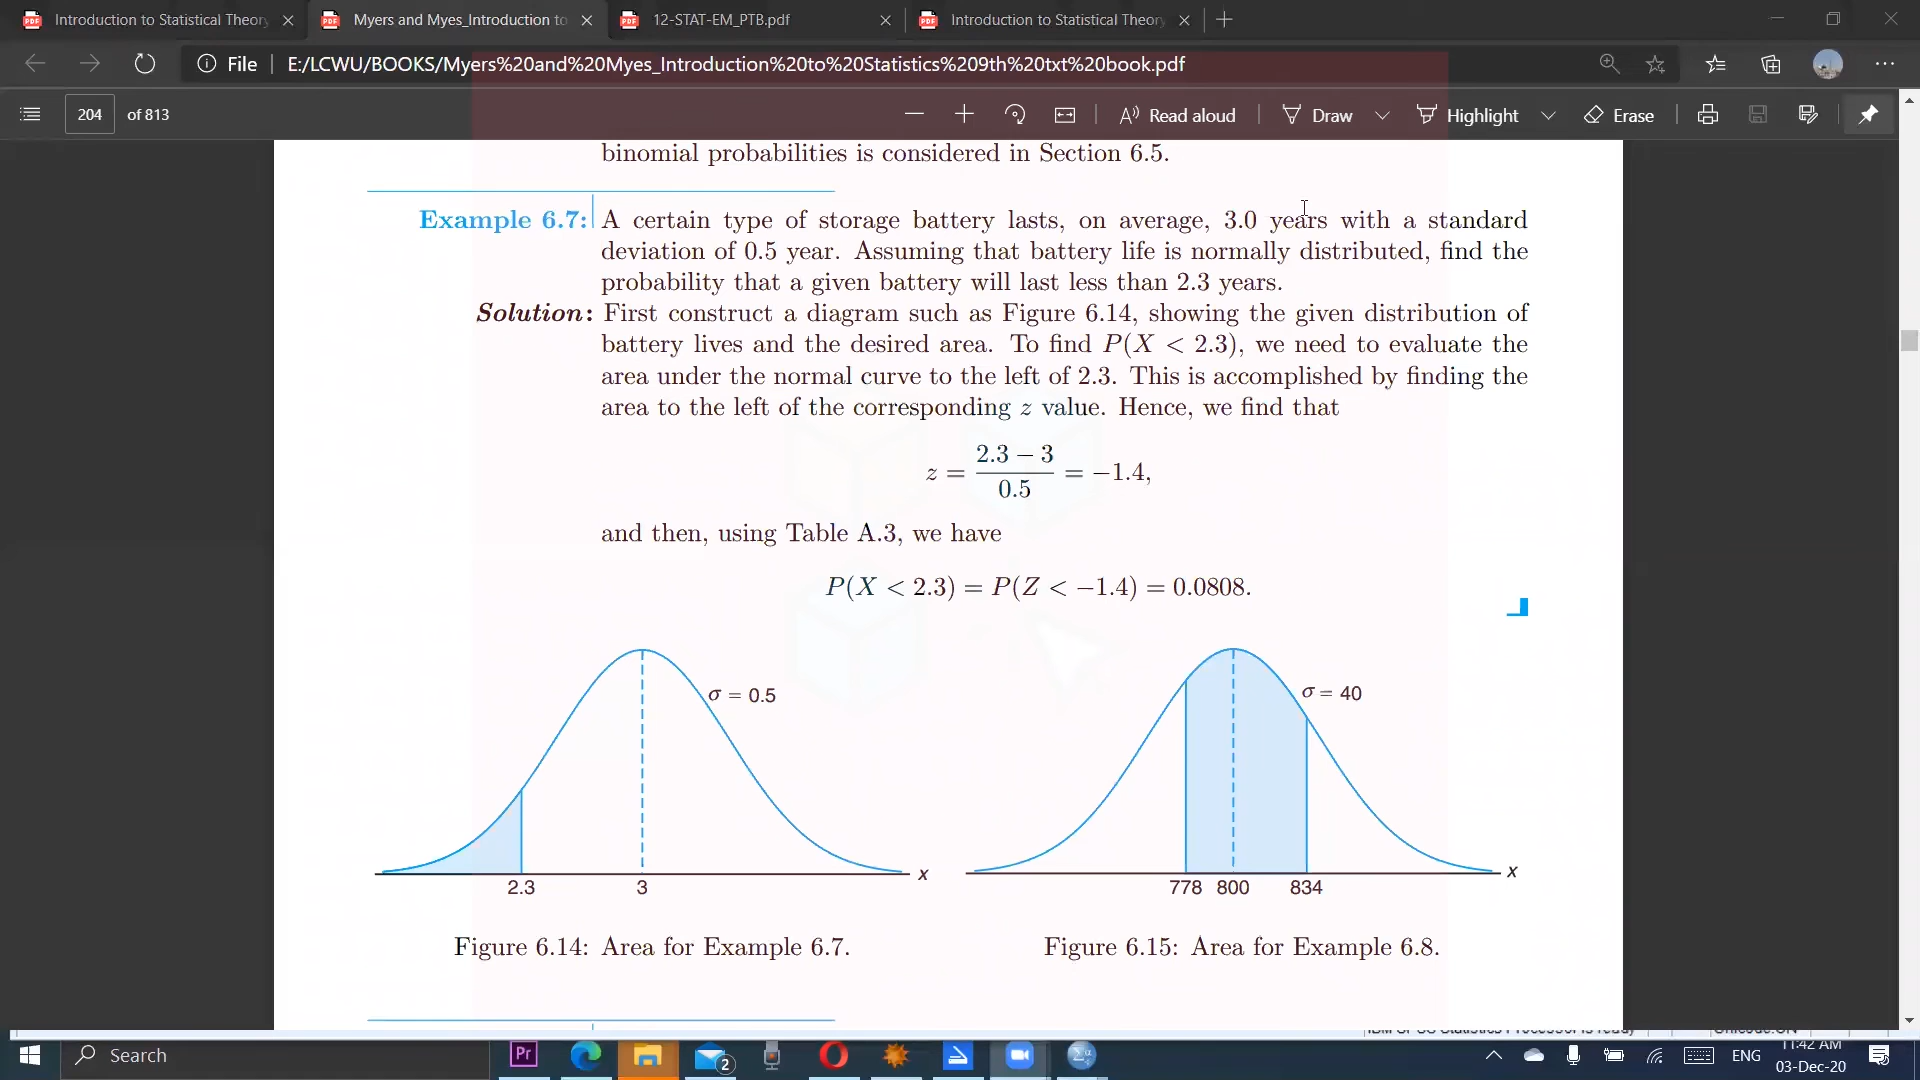 Introduction to Statistical Theory
Myers and Myes_Introduction to
12-STAT-EM_PTB.pdf
Introduction to Statistical Theory
File
E:/LCWU/BOOKS/Myers%20and%20Myes_Introduction%20to%20Statistics%209th%20txt%20book.pdf
204 of 813
Read aloud
Draw
Highlight
Erase
binomial probabilities is considered in Section 6.5.
Example 6.7: A certain type of storage battery lasts, on average, 3.0 years with a standard
deviation of 0.5 year. Assuming that battery life is normally distributed, find the
probability that a given battery will last less than 2.3 years.
Solution: First construct a diagram such as Figure 6.14, showing the given distribution of
battery lives and the desired area. To find P(X < 2.3), we need to evaluate the
area under the normal curve to the left of 2.3. This is accomplished by finding the
area to the left of the corresponding z value. Hence, we find that
z = (2.3 − 3)/0.5 = −1.4,
and then, using Table A.3, we have
P(X < 2.3) = P(Z < −1.4) = 0.0808.
σ = 0.5
σ = 40
x
x
2.3 3
778 800 834
Figure 6.14: Area for Example 6.7.
Figure 6.15: Area for Example 6.8.
Search
Pr
2
ENG
11:42 AM
03-Dec-20